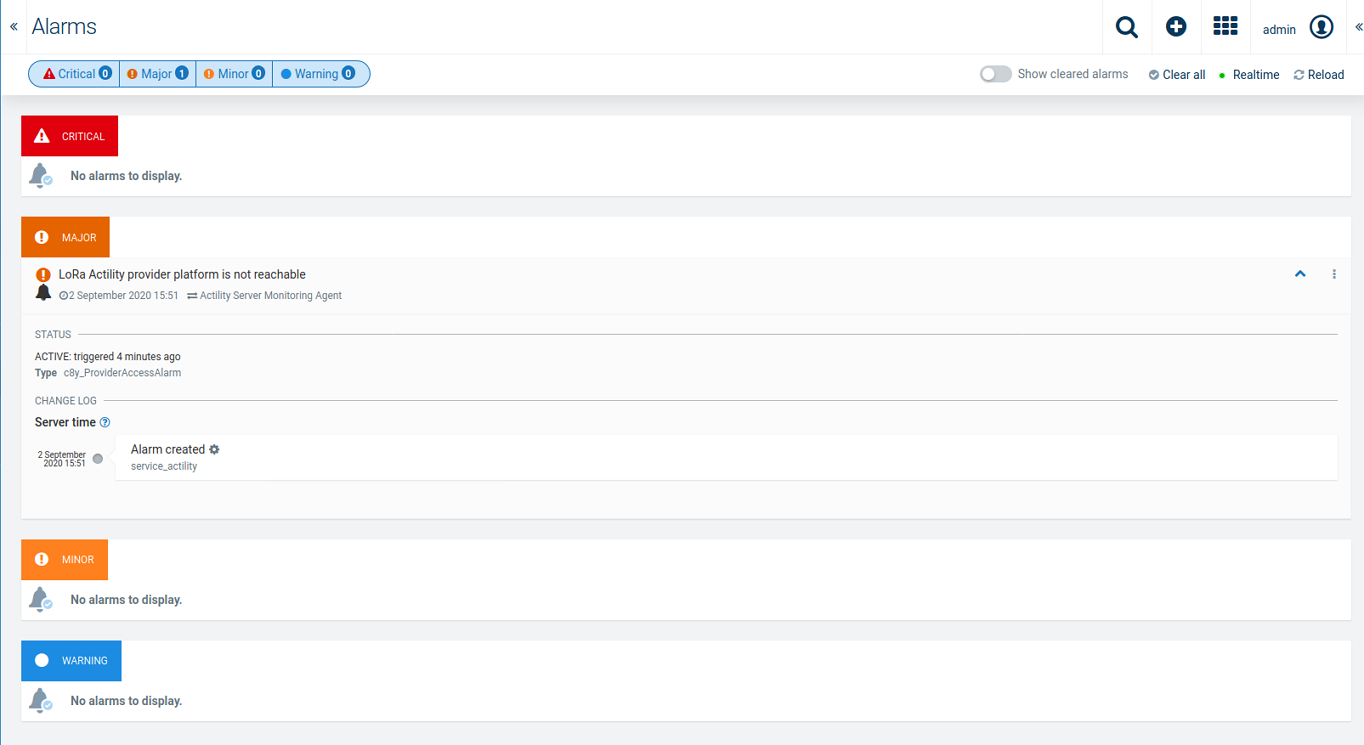 « Alarms admin «
Critical 0 Major 1 Minor 0 Warning 0 Show cleared alarms Clear all Realtime Reload
CRITICAL
No alarms to display.
MAJOR
LoRa Actility provider platform is not reachable
2 September 2020 15:51 Actility Server Monitoring Agent
STATUS
ACTIVE: triggered 4 minutes ago
Type c8y_ProviderAccessAlarm
CHANGE LOG
Server time ?
2 September
2020 15:51
Alarm created
service_actility
MINOR
No alarms to display.
WARNING
No alarms to display.